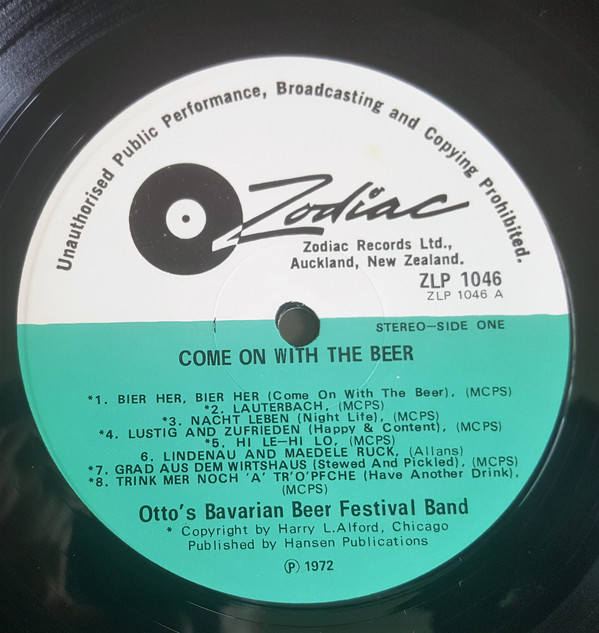 Unauthorised Public Performance, Broadcasting and Copying Prohibited.
Zodiac
Zodiac Records Ltd.,
Auckland, New Zealand.
ZLP 1046
ZLP 1046 A
STEREO—SIDE ONE
COME ON WITH THE BEER
*1. BIER HER, BIER HER (Come On With The Beer), (MCPS)
*2. LAUTERBACH, (MCPS)
*3. NACHT LEBEN (Night Life), (MCPS)
*4. LUSTIG AND ZUFRIEDEN (Happy & Content), (MCPS)
*5. HI LE—HI LO, (MCPS)
6. LINDENAU AND MAEDELE RUCK, (Allans)
*7. GRAD AUS DEM WIRTSHAUS (Stewed And Pickled), (MCPS)
*8. TRINK MER NOCH 'A' TR'O'PFCHE (Have Another Drink),
(MCPS)
Otto's Bavarian Beer Festival Band
* Copyright by Harry L.Alford, Chicago
Published by Hansen Publications
Ⓟ 1972